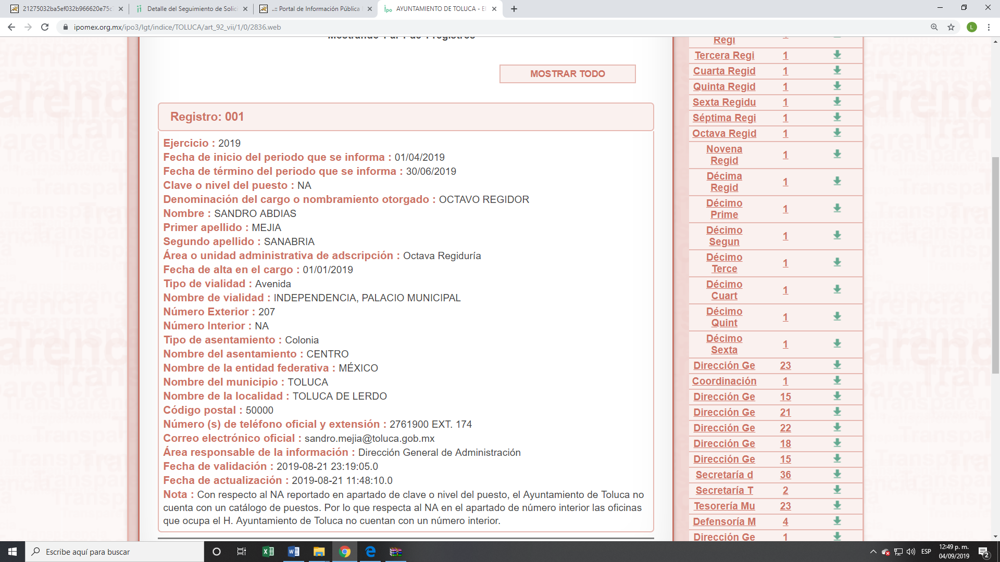 21275032ba5ef032b966620e75c
Detalle del Seguimiento de Solici
..:: Portal de Información Pública
AYUNTAMIENTO DE TOLUCA - El
ipomex.org.mx/ipo3/lgt/indice/TOLUCA/art_92_vii/1/0/2836.web
MOSTRAR TODO
Registro: 001
Ejercicio : 2019
Fecha de inicio del periodo que se informa : 01/04/2019
Fecha de término del periodo que se informa : 30/06/2019
Clave o nivel del puesto : NA
Denominación del cargo o nombramiento otorgado : OCTAVO REGIDOR
Nombre : SANDRO ABDIAS
Primer apellido : MEJIA
Segundo apellido : SANABRIA
Área o unidad administrativa de adscripción : Octava Regiduría
Fecha de alta en el cargo : 01/01/2019
Tipo de vialidad : Avenida
Nombre de vialidad : INDEPENDENCIA, PALACIO MUNICIPAL
Número Exterior : 207
Número Interior : NA
Tipo de asentamiento : Colonia
Nombre del asentamiento : CENTRO
Nombre de la entidad federativa : MÉXICO
Nombre del municipio : TOLUCA
Nombre de la localidad : TOLUCA DE LERDO
Código postal : 50000
Número (s) de teléfono oficial y extensión : 2761900 EXT. 174
Correo electrónico oficial : sandro.mejia@toluca.gob.mx
Área responsable de la información : Dirección General de Administración
Fecha de validación : 2019-08-21 23:19:05.0
Fecha de actualización : 2019-08-21 11:48:10.0
Nota : Con respecto al NA reportado en apartado de clave o nivel del puesto, el Ayuntamiento de Toluca no
cuenta con un catálogo de puestos. Por lo que respecta al NA en el apartado de número interior las oficinas
que ocupa el H. Ayuntamiento de Toluca no cuentan con un número interior.
Regi
Tercera Regi 1
Cuarta Regid 1
Quinta Regid 1
Sexta Regidu 1
Séptima Regi 1
Octava Regid 1
Novena
Regid 1
Décima
Regid 1
Décimo
Prime 1
Décimo
Segun 1
Décimo
Terce 1
Décimo
Cuart 1
Décimo
Quint 1
Décimo
Sexta 1
Dirección Ge 23
Coordinación 1
Dirección Ge 15
Dirección Ge 21
Dirección Ge 22
Dirección Ge 18
Dirección Ge 15
Secretaría d 36
Secretaría T 2
Tesorería Mu 23
Defensoría M 4
Dirección Ge 1
Escribe aquí para buscar
ESP
12:49 p. m.
04/09/2019
2